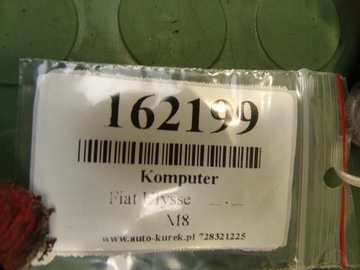 162199
Komputer
Fiat Ulysse
M8
www.auto-kurek.pl 728321225